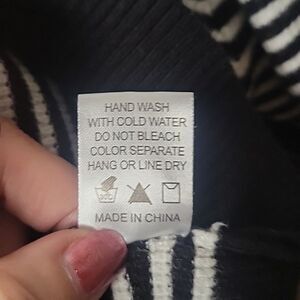 HAND WASH
WITH COLD WATER
DO NOT BLEACH
COLOR SEPARATE
HANG OR LINE DRY
MADE IN CHINA